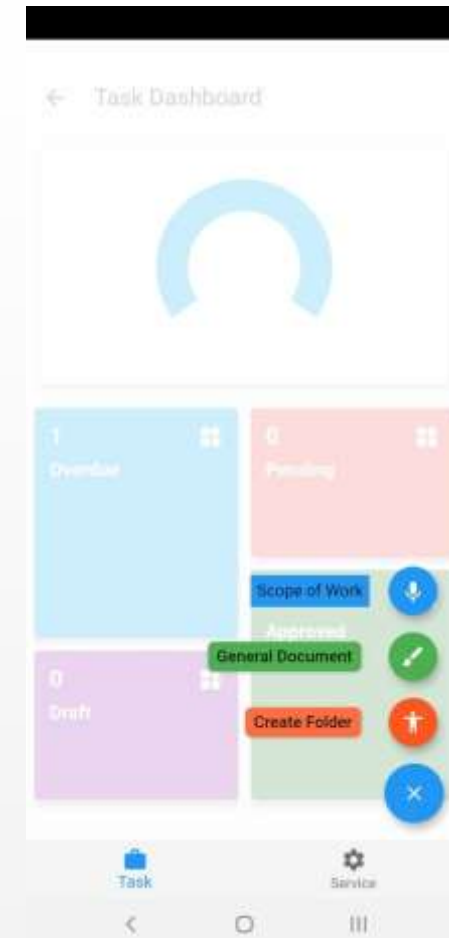 Task Dashboard
1
Overdue
0
Pending
Scope of Work
Approved
General Document
0
Draft
Create Folder
Task
Service